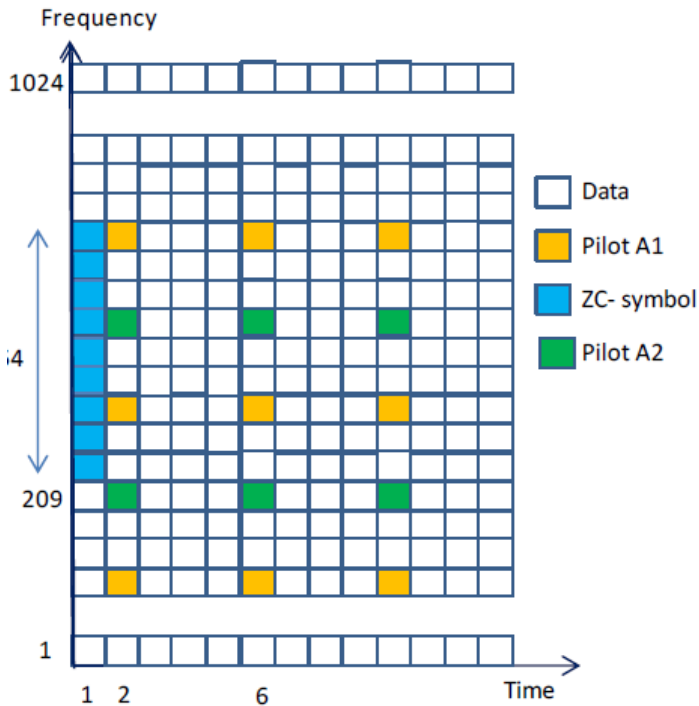 Frequency
1024
Data
Pilot A1
ZC- symbol
Pilot A2
209
1
1 2 6
Time